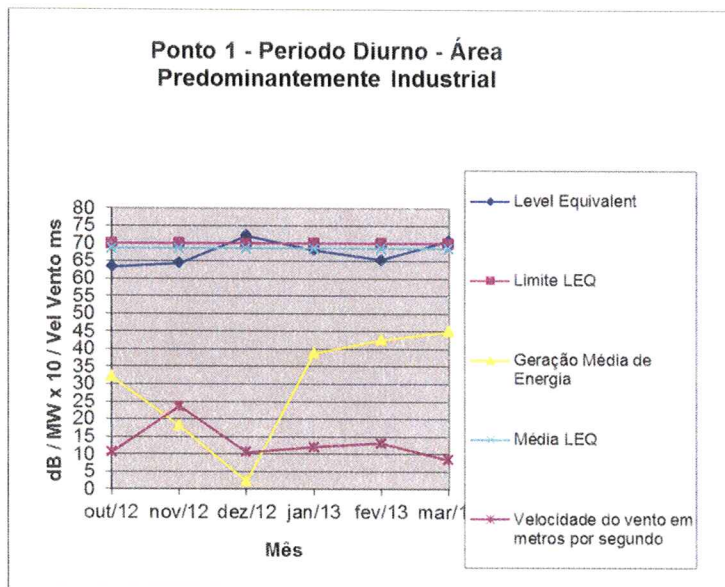 Ponto 1 - Periodo Diurno - Área
Predominantemente Industrial
dB / MW x 10 / Vel Vento ms
80
75
70
65
60
55
50
45
40
35
30
25
20
15
10
5
0
out/12 nov/12 dez/12 jan/13 fev/13 mar/1
Mês
Level Equivalent
Limite LEQ
Geração Média de
Energia
Média LEQ
Velocidade do vento em
metros por segundo